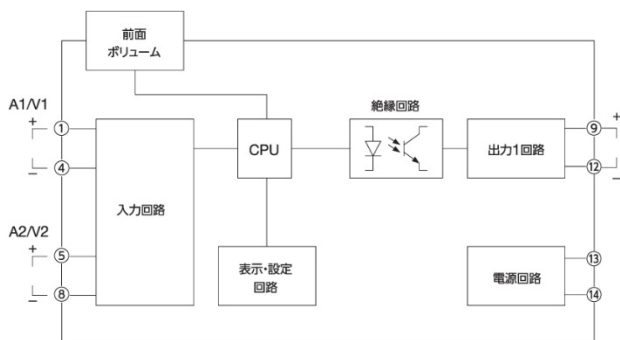 前面
ボリューム
A1/V1
+
①
−
④
A2/V2
+
⑤
−
⑧
入力回路
CPU
表示・設定
回路
絶縁回路
出力1回路
⑨
+
⑫
−
電源回路
⑬
⑭